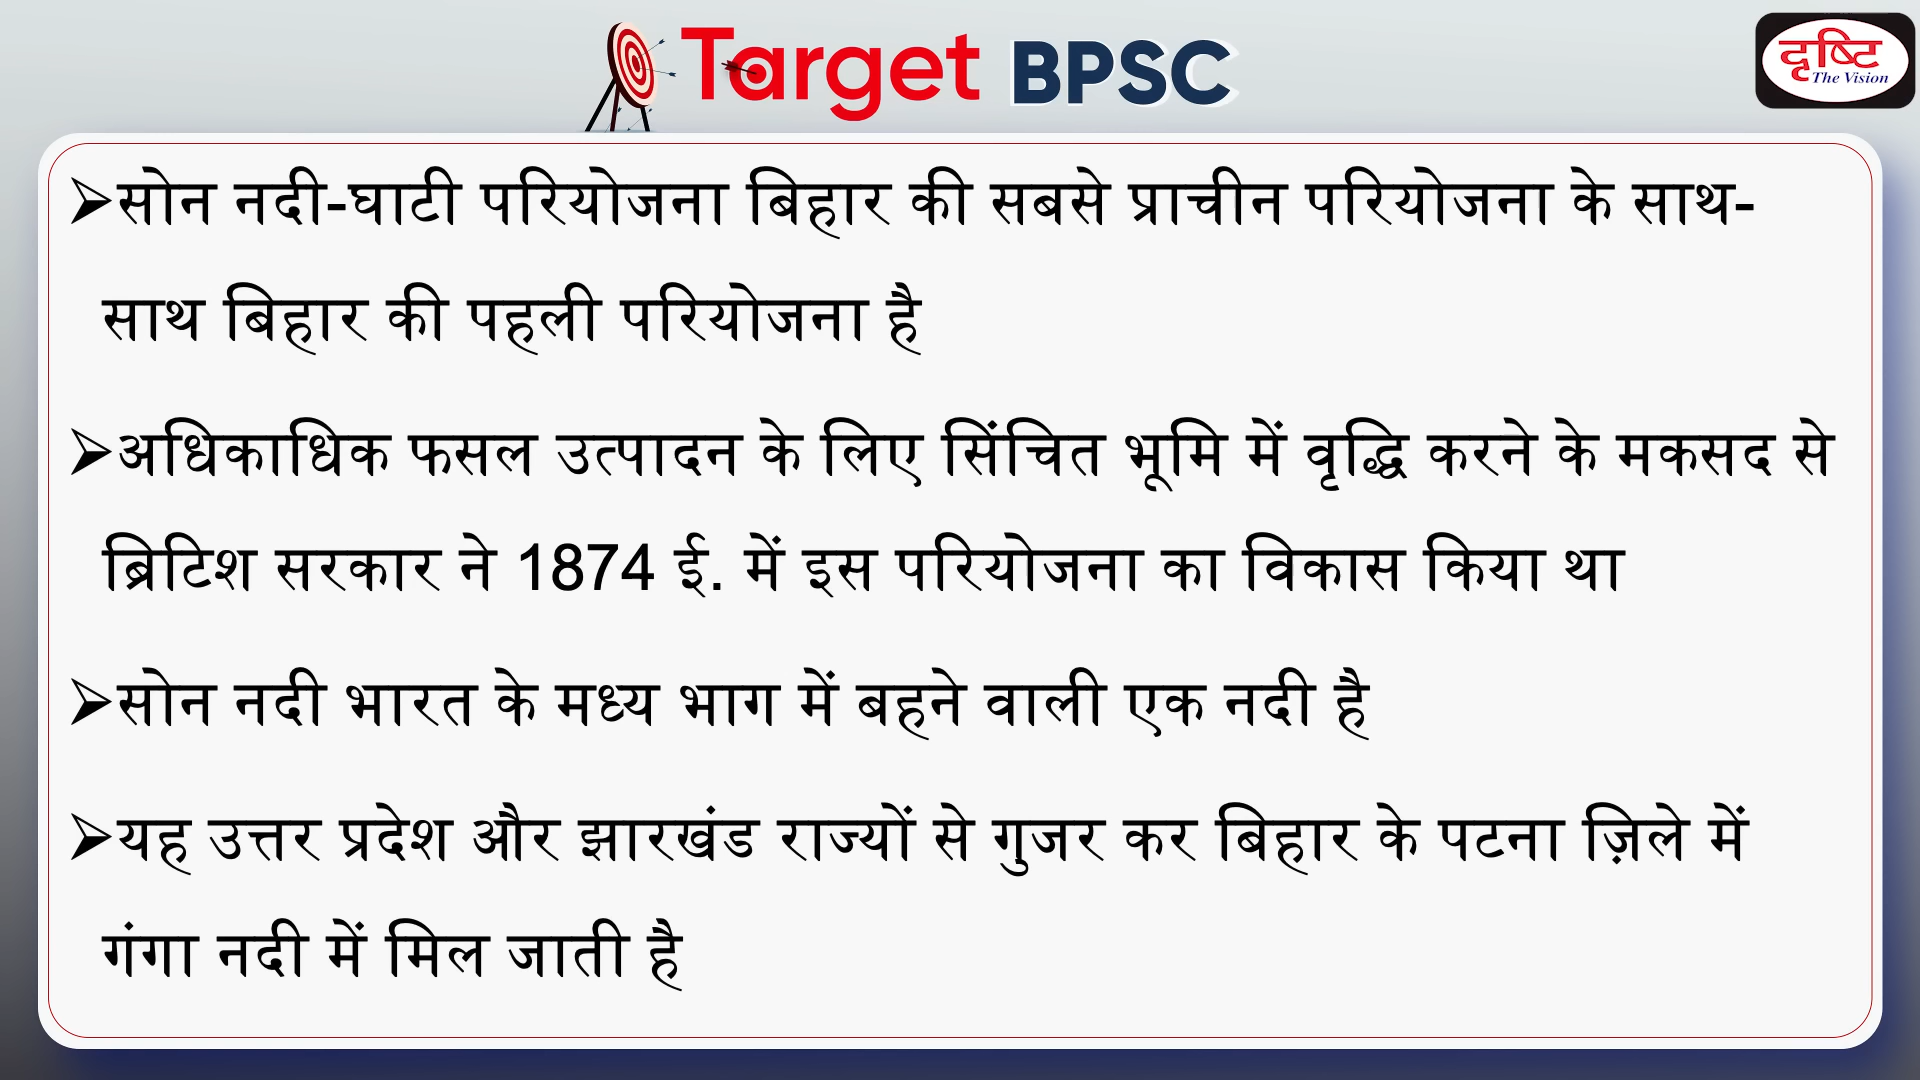 Target BPSC
दृष्टि
The Vision
➢सोन नदी-घाटी परियोजना बिहार की सबसे प्राचीन परियोजना के साथ-
साथ बिहार की पहली परियोजना है
➢अधिकाधिक फसल उत्पादन के लिए सिंचित भूमि में वृद्धि करने के मकसद से
ब्रिटिश सरकार ने 1874 ई. में इस परियोजना का विकास किया था
➢सोन नदी भारत के मध्य भाग में बहने वाली एक नदी है
➢यह उत्तर प्रदेश और झारखंड राज्यों से गुजर कर बिहार के पटना ज़िले में
गंगा नदी में मिल जाती है